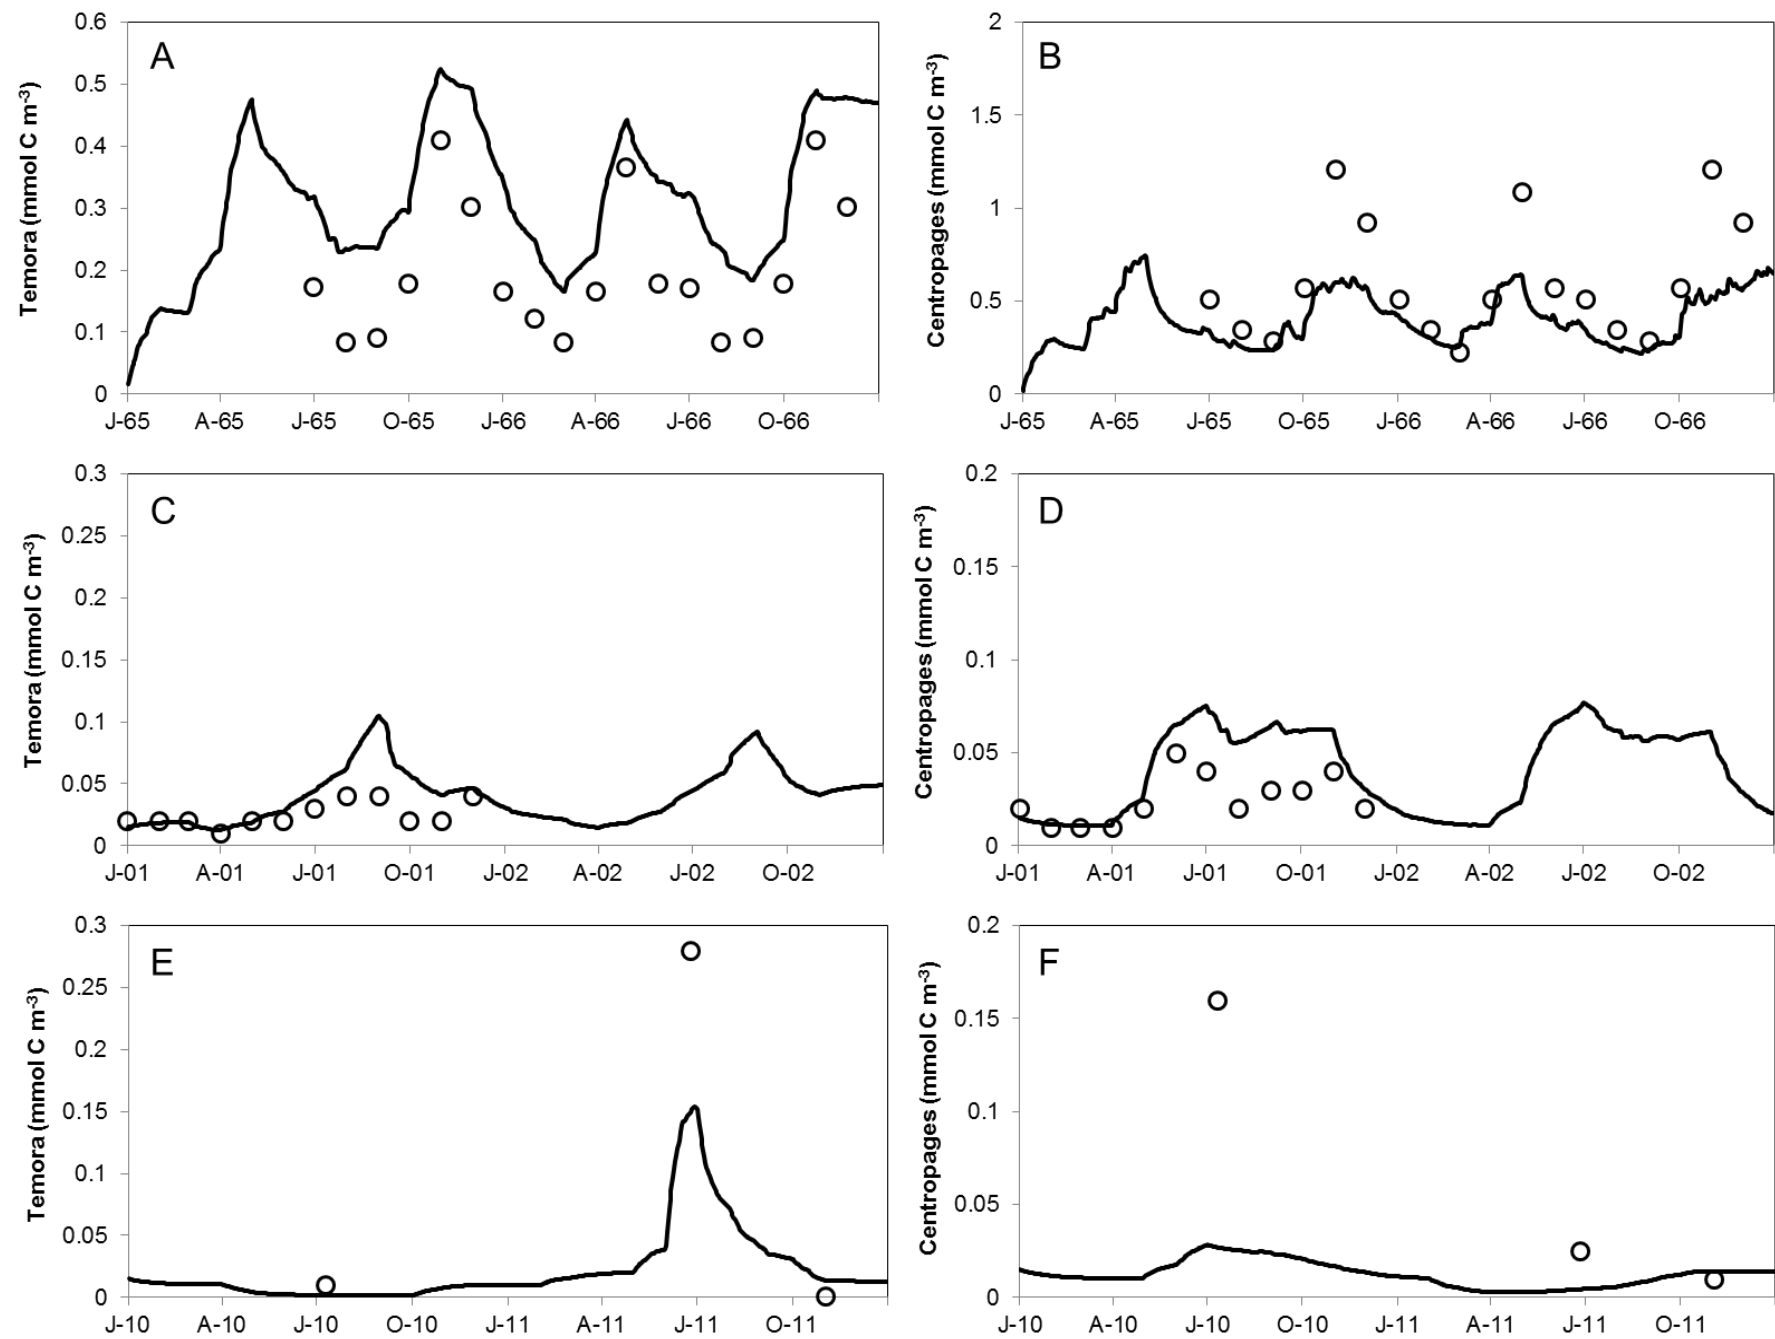 A
Temora (mmol C m-3)
0.6
0.5
0.4
0.3
0.2
0.1
0
J-65 A-65 J-65 O-65 J-66 A-66 J-66 O-66
B
Centropages (mmol C m-3)
2
1.5
1
0.5
0
J-65 A-65 J-65 O-65 J-66 A-66 J-66 O-66
C
Temora (mmol C m-3)
0.3
0.25
0.2
0.15
0.1
0.05
0
J-01 A-01 J-01 O-01 J-02 A-02 J-02 O-02
D
Centropages (mmol C m-3)
0.2
0.15
0.1
0.05
0
J-01 A-01 J-01 O-01 J-02 A-02 J-02 O-02
E
Temora (mmol C m-3)
0.3
0.25
0.2
0.15
0.1
0.05
0
J-10 A-10 J-10 O-10 J-11 A-11 J-11 O-11
F
Centropages (mmol C m-3)
0.2
0.15
0.1
0.05
0
J-10 A-10 J-10 O-10 J-11 A-11 J-11 O-11